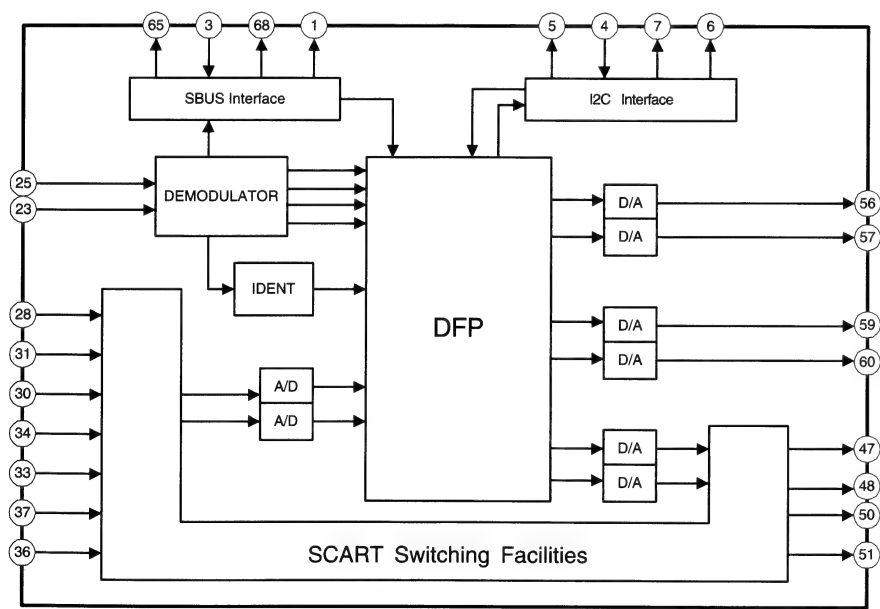 65 3 68 1 5 4 7 6
SBUS Interface
I2C Interface
25
23
DEMODULATOR
IDENT
DFP
D/A
D/A
56
57
28
31
30
34
33
37
36
A/D
A/D
D/A
D/A
59
60
D/A
D/A
47
48
50
51
SCART Switching Facilities